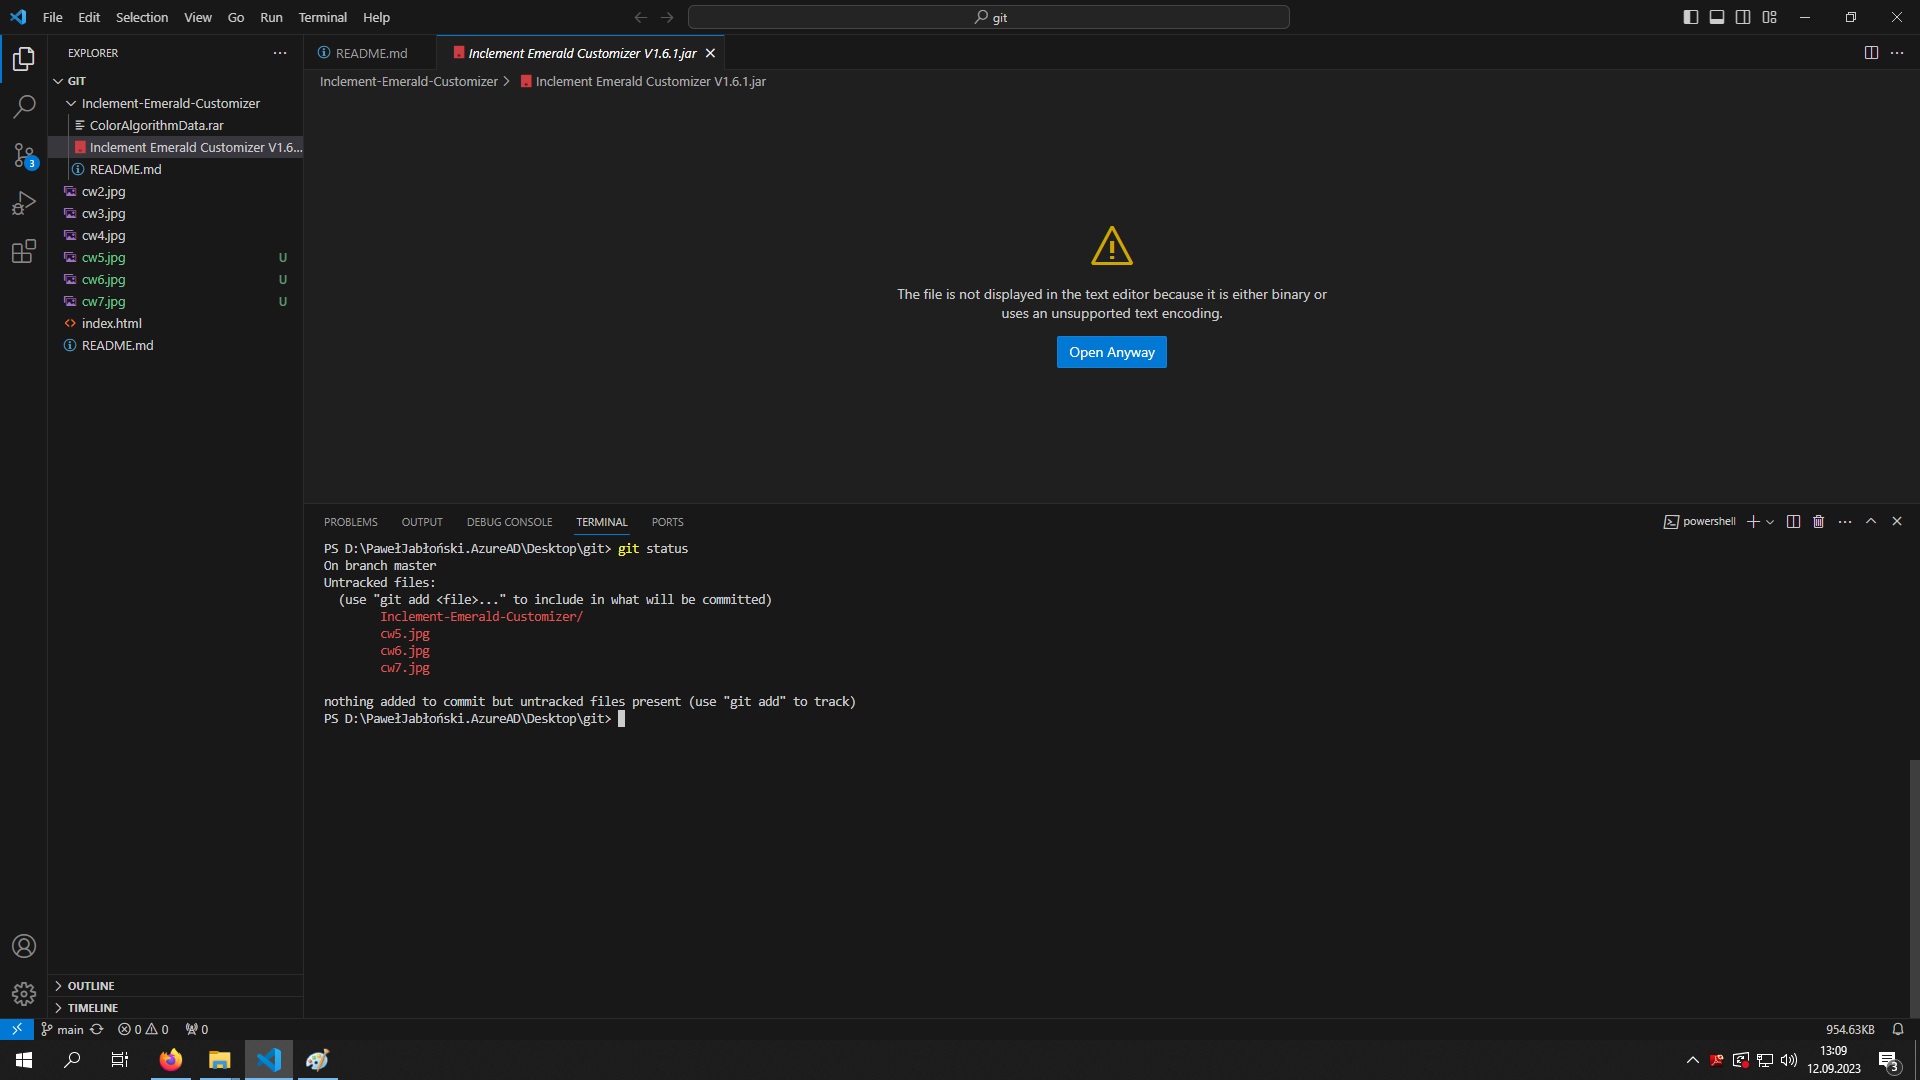 File Edit Selection View Go Run Terminal Help
git
EXPLORER
GIT
Inclement-Emerald-Customizer
ColorAlgorithmData.rar
Inclement Emerald Customizer V1.6...
README.md
cw2.jpg
cw3.jpg
cw4.jpg
cw5.jpg U
cw6.jpg U
cw7.jpg U
index.html
README.md
3
OUTLINE
TIMELINE
README.md Inclement Emerald Customizer V1.6.1.jar
Inclement-Emerald-Customizer > Inclement Emerald Customizer V1.6.1.jar
The file is not displayed in the text editor because it is either binary or
uses an unsupported text encoding.
Open Anyway
PROBLEMS OUTPUT DEBUG CONSOLE TERMINAL PORTS
powershell
PS D:\PawełJabłoński.AzureAD\Desktop\git> git status
On branch master
Untracked files:
(use "git add <file>..." to include in what will be committed)
Inclement-Emerald-Customizer/
cw5.jpg
cw6.jpg
cw7.jpg
nothing added to commit but untracked files present (use "git add" to track)
PS D:\PawełJabłoński.AzureAD\Desktop\git>
main 0 0 0
954.63KB
13:09
12.09.2023
3